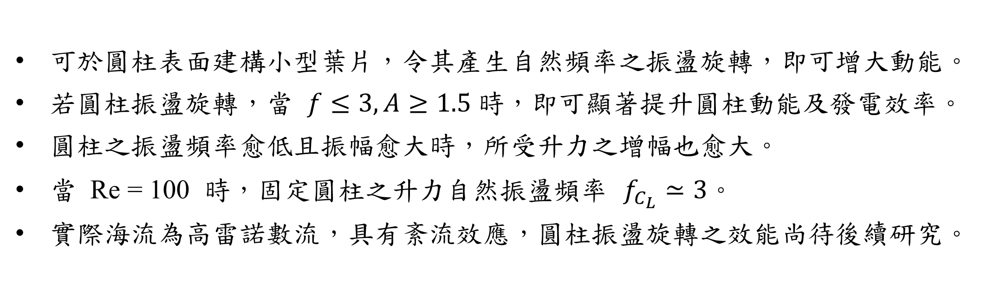 • 可於圓柱表面建構小型葉片，令其產生自然頻率之振盪旋轉，即可增大動能。
• 若圓柱振盪旋轉，當 f ≤ 3, A ≥ 1.5 時，即可顯著提升圓柱動能及發電效率。
• 圓柱之振盪頻率愈低且振幅愈大時，所受升力之增幅也愈大。
• 當 Re = 100 時，固定圓柱之升力自然振盪頻率 f_{C_L} ≃ 3。
• 實際海流為高雷諾數流，具有紊流效應，圓柱振盪旋轉之效能尚待後續研究。